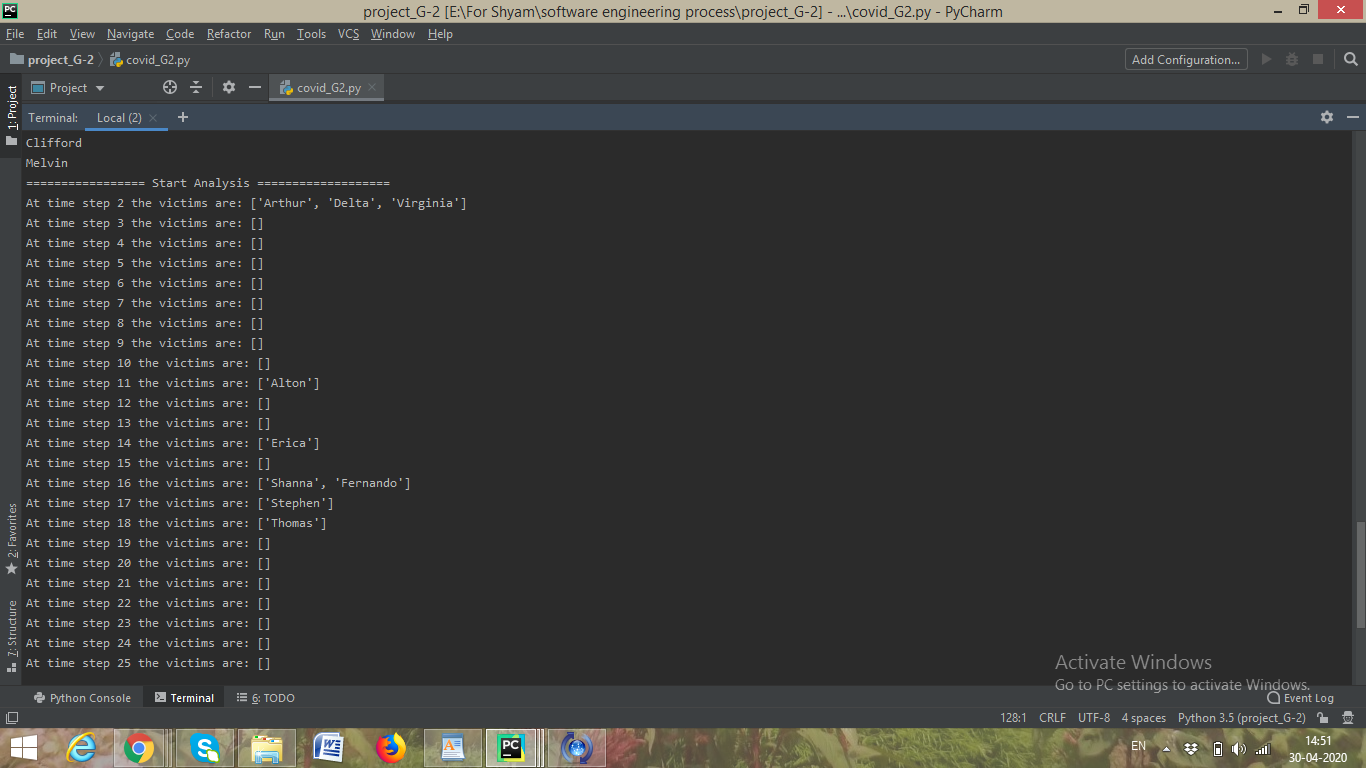 PC
project_G-2 [E:\For Shyam\software engineering process\project_G-2] - ...\covid_G2.py - PyCharm
File Edit View Navigate Code Refactor Run Tools VCS Window Help
project_G-2 covid_G2.py Add Configuration...
1: Project
Project covid_G2.py
Terminal: Local (2) +
Clifford
Melvin
================= Start Analysis ===================
At time step 2 the victims are: ['Arthur', 'Delta', 'Virginia']
At time step 3 the victims are: []
At time step 4 the victims are: []
At time step 5 the victims are: []
At time step 6 the victims are: []
At time step 7 the victims are: []
At time step 8 the victims are: []
At time step 9 the victims are: []
At time step 10 the victims are: []
At time step 11 the victims are: ['Alton']
At time step 12 the victims are: []
At time step 13 the victims are: []
At time step 14 the victims are: ['Erica']
At time step 15 the victims are: []
At time step 16 the victims are: ['Shanna', 'Fernando']
At time step 17 the victims are: ['Stephen']
At time step 18 the victims are: ['Thomas']
At time step 19 the victims are: []
At time step 20 the victims are: []
At time step 21 the victims are: []
At time step 22 the victims are: []
At time step 23 the victims are: []
At time step 24 the victims are: []
At time step 25 the victims are: []
2: Favorites
7: Structure
Activate Windows
Go to PC settings to activate Windows.
Python Console Terminal 6: TODO Event Log
128:1 CRLF UTF-8 4 spaces Python 3.5 (project_G-2)
PC
EN
14:51
30-04-2020